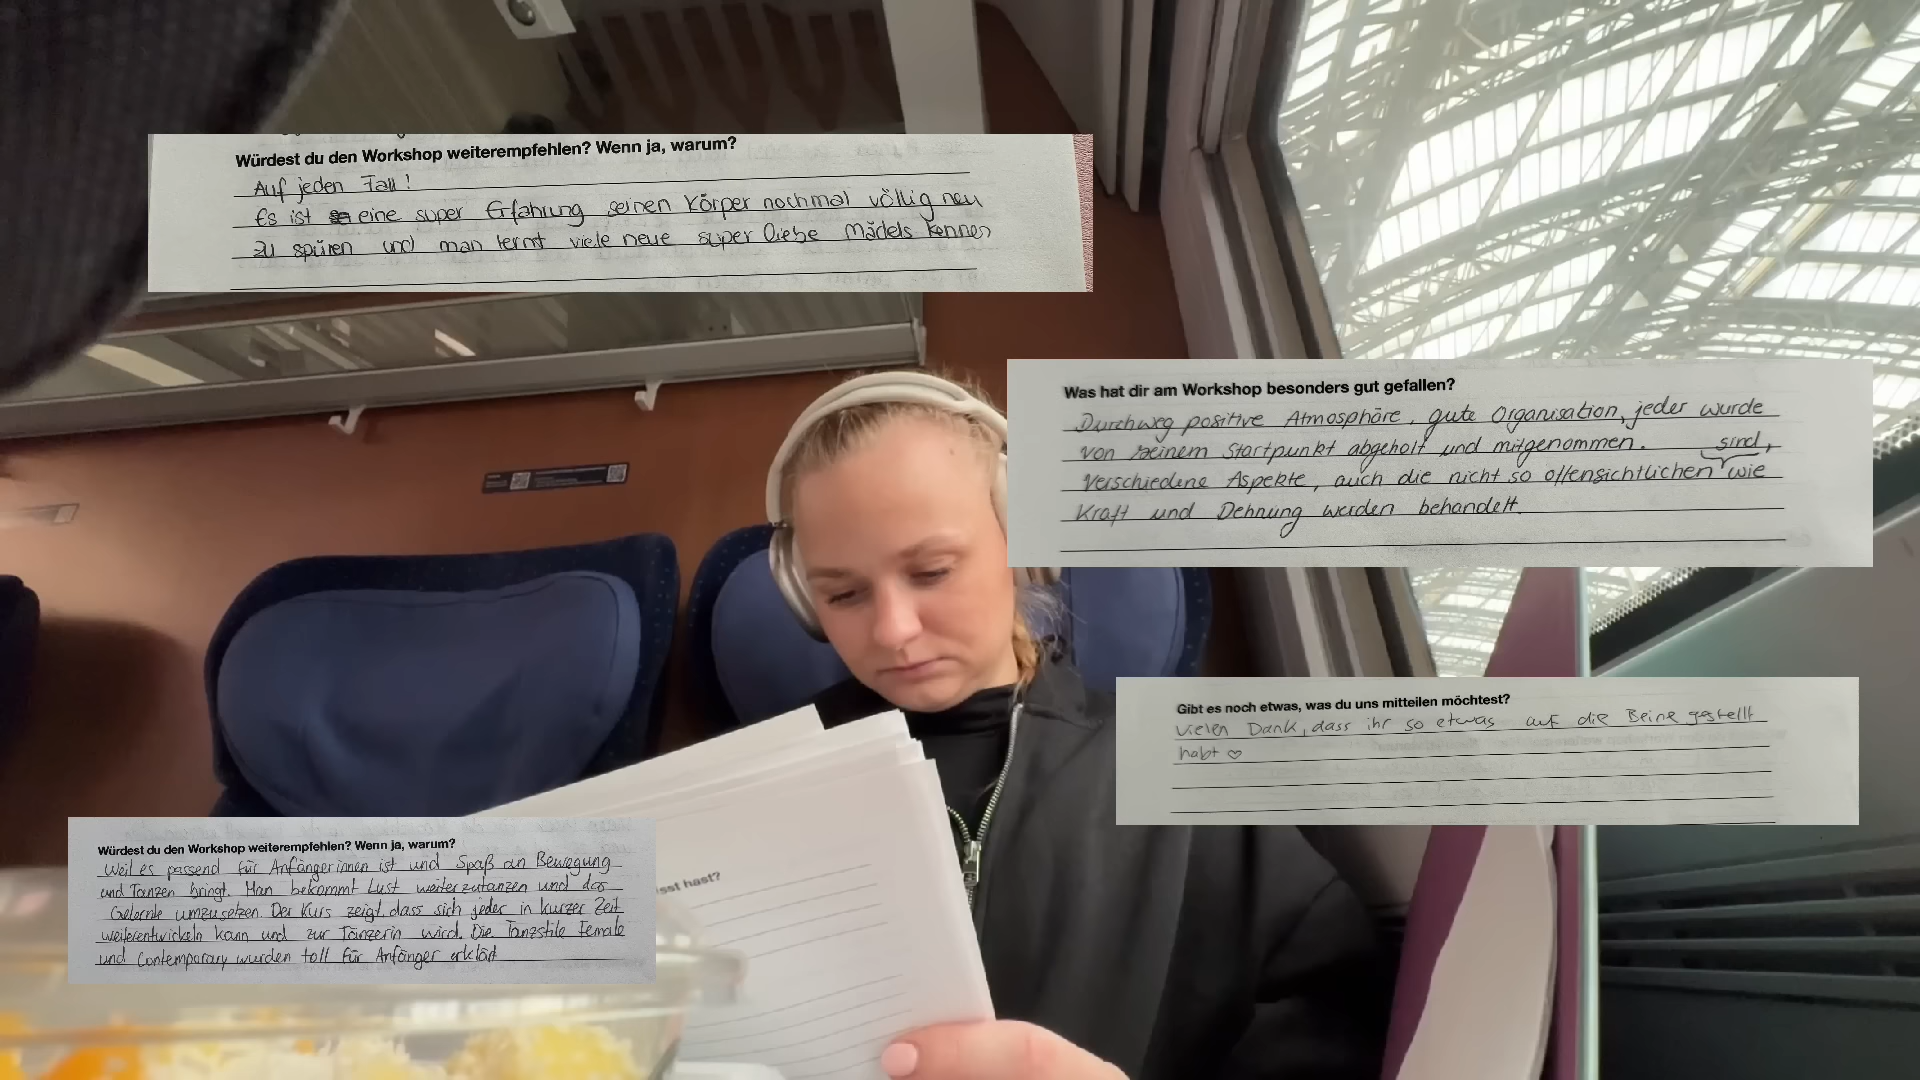 Würdest du den Workshop weiterempfehlen? Wenn ja, warum?
Auf jeden Fall!
Es ist eine super Erfahrung seinen Körper nochmal völlig neu
zu spüren und man lernt viele neue super liebe Mädels kennen
Was hat dir am Workshop besonders gut gefallen?
Durchweg positive Atmosphäre, gute Organisation, jeder wurde
von seinem Startpunkt abgeholt und mitgenommen.
Verschiedene Aspekte, auch die nicht so offensichtlichen sind, wie
Kraft und Dehnung werden behandelt.
Gibt es noch etwas, was du uns mitteilen möchtest?
Vielen Dank, dass ihr so etwas auf die Beine gestellt
habt ♡
Würdest du den Workshop weiterempfehlen? Wenn ja, warum?
Weil es passend für Anfängerinnen ist und Spaß an Bewegung
und Tanzen bringt. Man bekommt Lust weiterzutanzen und das
Gelernte umzusetzen. Der Kurs zeigt, dass sich jeder in kurzer Zeit
weiterentwickeln kann und zur Tänzerin wird. Die Tanzstile Female
und Contemporary wurden toll für Anfänger erklärt
sst hast?